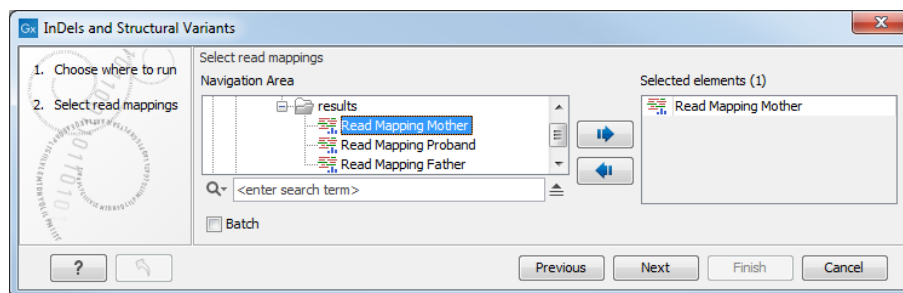 Gx InDels and Structural Variants
X
1. Choose where to run
2. Select read mappings
Select read mappings
Navigation Area
results
Read Mapping Mother
Read Mapping Proband
Read Mapping Father
<enter search term>
Batch
Selected elements (1)
Read Mapping Mother
?
Previous
Next
Finish
Cancel